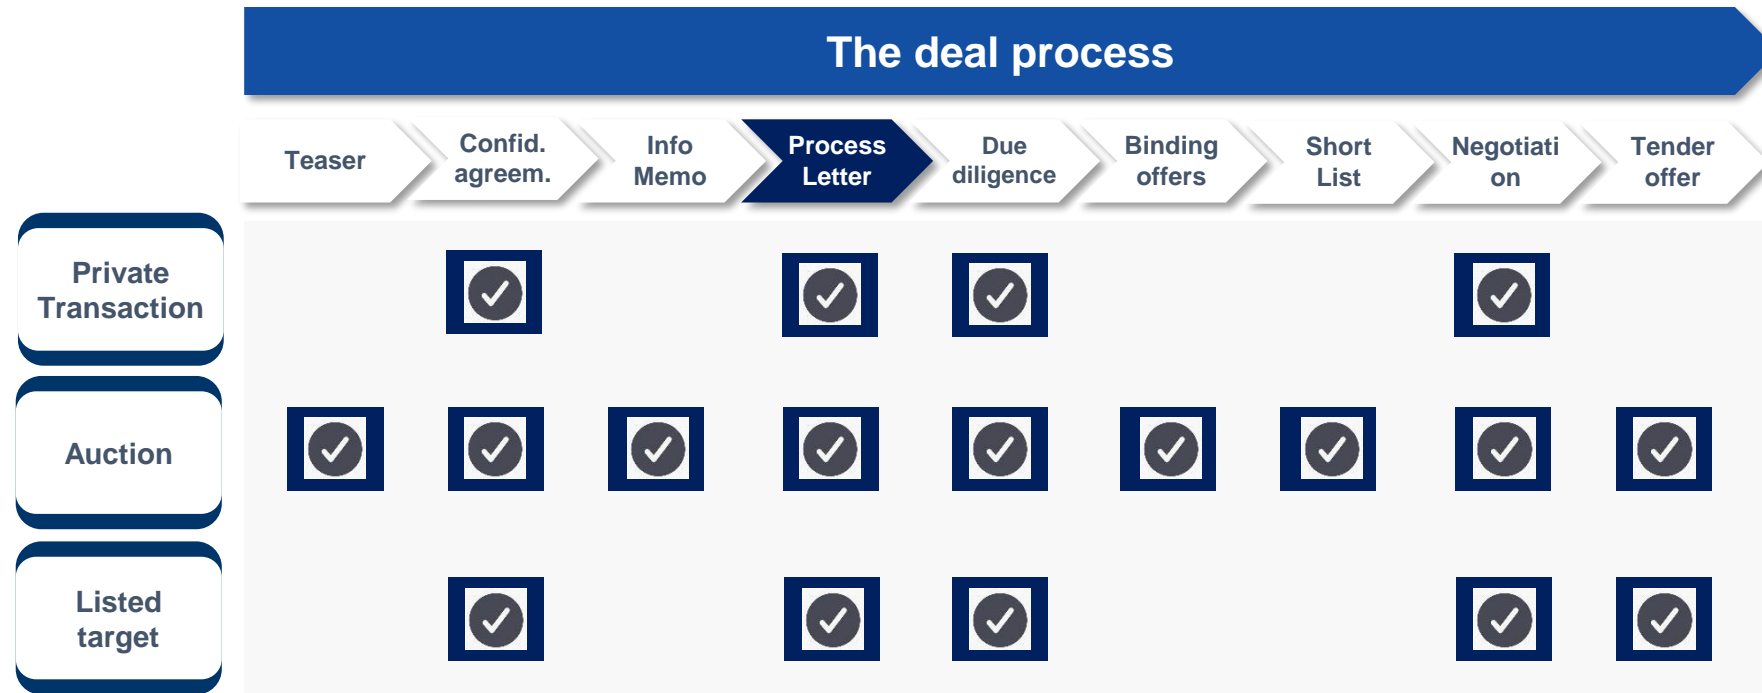 The deal process
Teaser
Confid.
agreem.
Info
Memo
Process
Letter
Due
diligence
Binding
offers
Short
List
Negotiati
on
Tender
offer
Private
Transaction
Auction
Listed
target